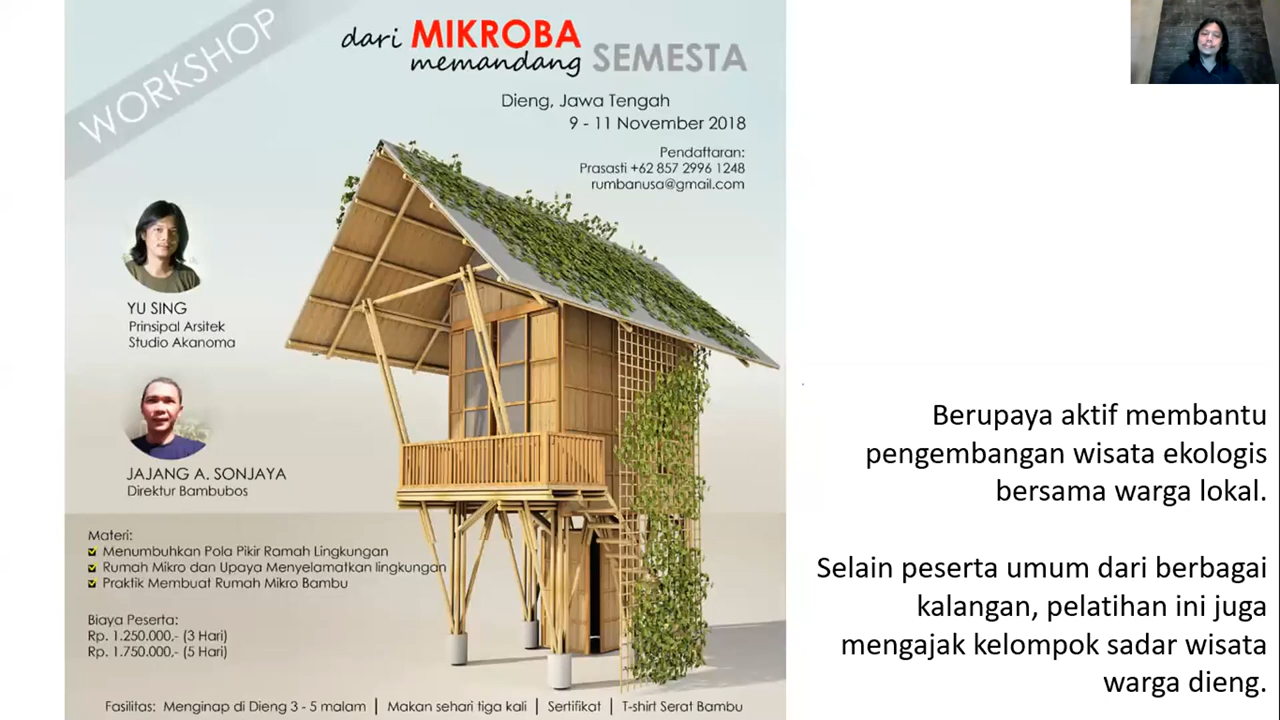 WORKSHOP
dari MIKROBA
memandang SEMESTA
Dieng, Jawa Tengah
9 - 11 November 2018
Pendaftaran:
Prasasti +62 857 2996 1248
rumbanusa@gmail.com
YU SING
Prinsipal Arsitek
Studio Akanoma
JAJANG A. SONJAYA
Direktur Bambubos
Materi:
Menumbuhkan Pola Pikir Ramah Lingkungan
Rumah Mikro dan Upaya Menyelamatkan lingkungan
Praktik Membuat Rumah Mikro Bambu
Biaya Peserta:
Rp. 1.250.000,- (3 Hari)
Rp. 1.750.000,- (5 Hari)
Fasilitas: Menginap di Dieng 3 - 5 malam | Makan sehari tiga kali | Sertifikat | T-shirt Serat Bambu
Berupaya aktif membantu
pengembangan wisata ekologis
bersama warga lokal.
Selain peserta umum dari berbagai
kalangan, pelatihan ini juga
mengajak kelompok sadar wisata
warga dieng.